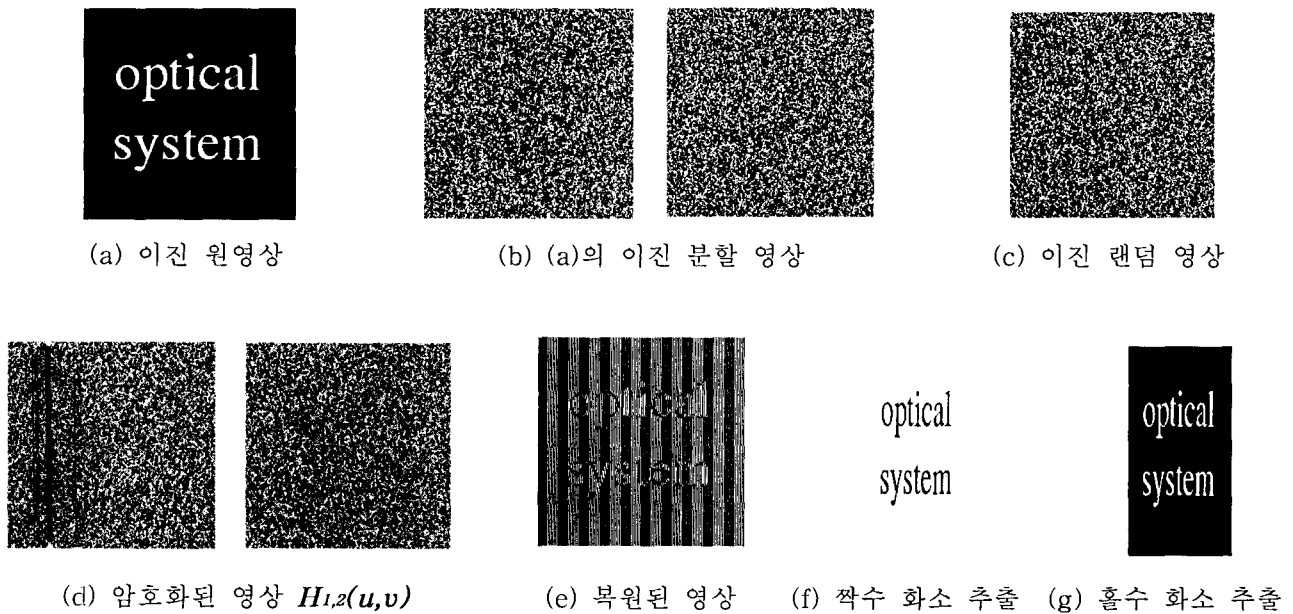 optical
system
(a) 이진 원영상
(b) (a)의 이진 분할 영상
(c) 이진 랜덤 영상
optical
system
optical
system
optical
system
(d) 암호화된 영상 H1,2(u,v)
(e) 복원된 영상
(f) 짝수 화소 추출
(g) 홀수 화소 추출